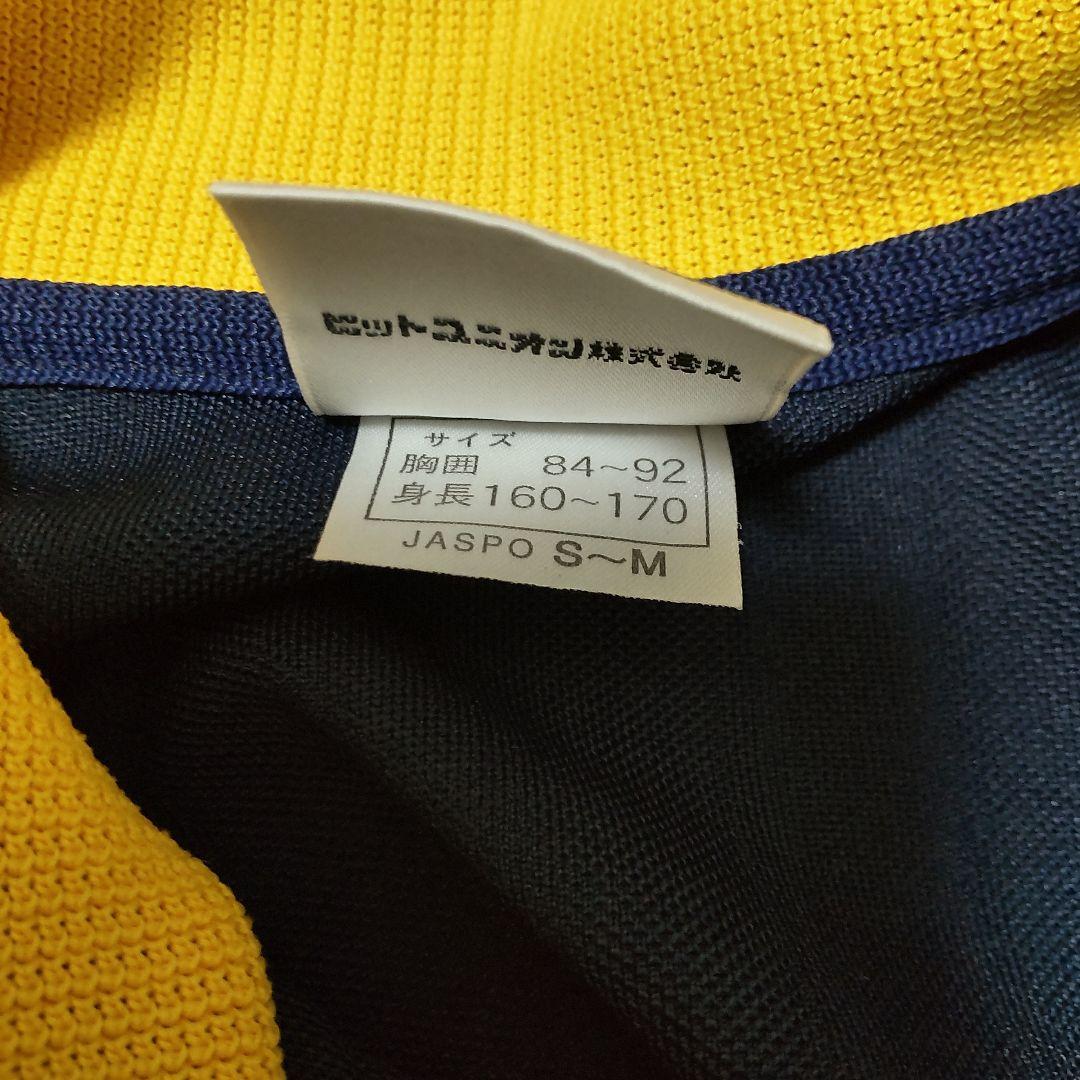 ヒットユニオン株式会社
サイズ
胸囲 84～92
身長 160～170
JASPO S～M